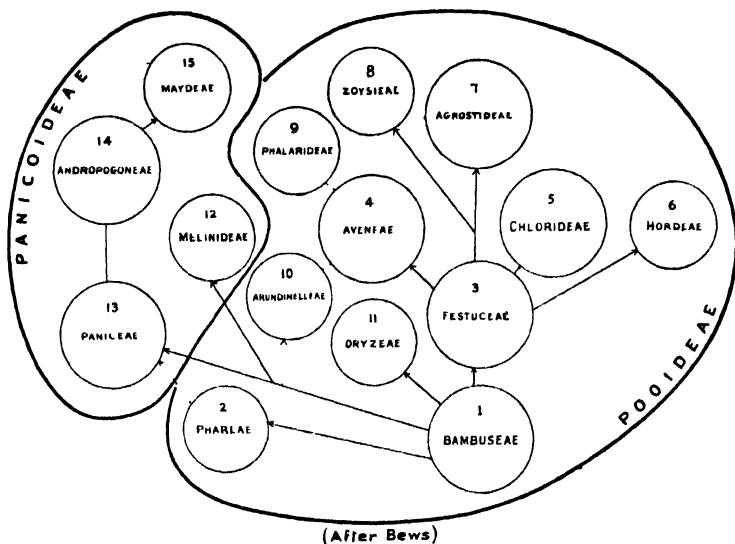 PANICOIDEAE
15
MAYDEAE
14
ANDROPOGONEAE
12
MELINIDEAE
13
PANICEAE
8
ZOYSIEAE
7
AGROSTIDEAE
9
PHALARIDEAE
4
AVENEAE
5
CHLORIDEAE
6
HORDEAE
10
ARUNDINELLEAE
11
ORYZEAE
3
FESTUCEAE
2
PHAREAE
1
BAMBUSEAE
POOIDEAE
(After Bews)